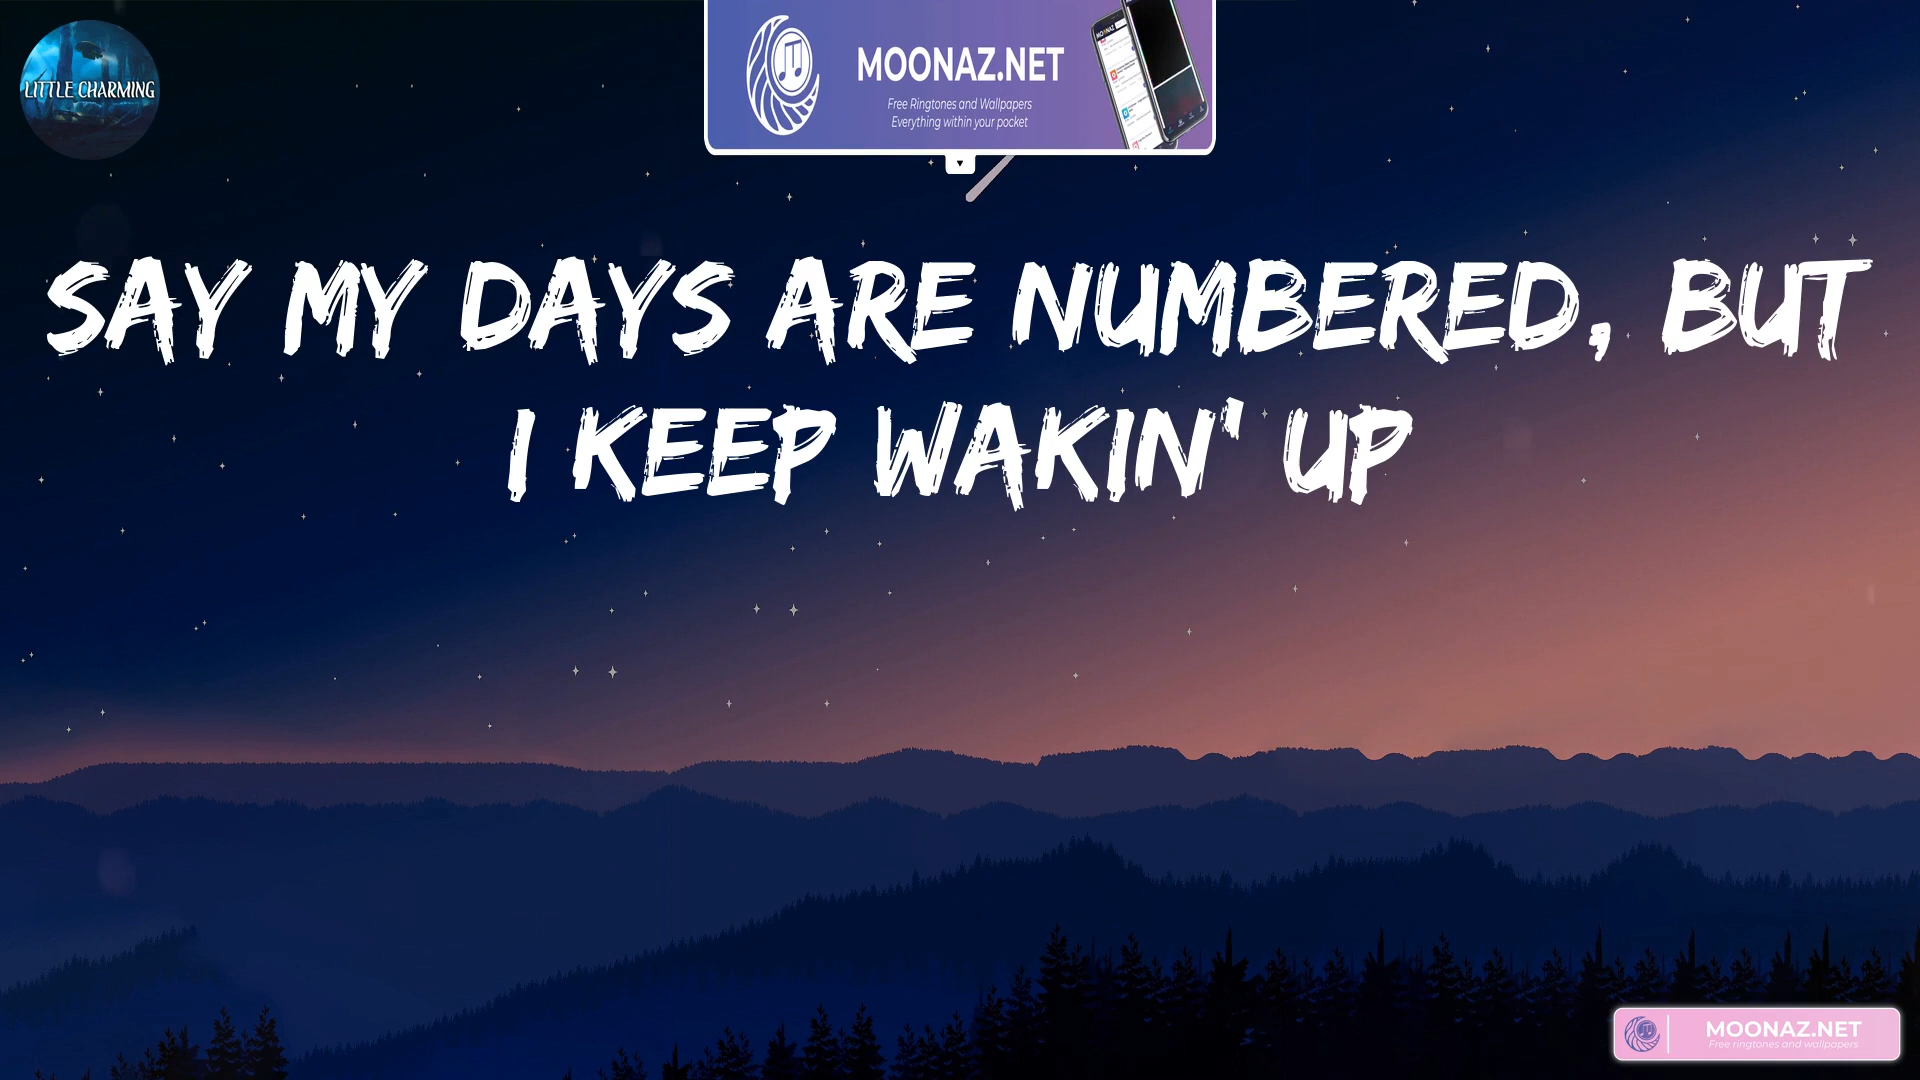 LITTLE CHARMING
MOONAZ.NET
Free Ringtones and Wallpapers
Everything within your pocket
SAY MY DAYS ARE NUMBERED, BUT
I KEEP WAKIN' UP
MOONAZ.NET
Free ringtones and wallpapers